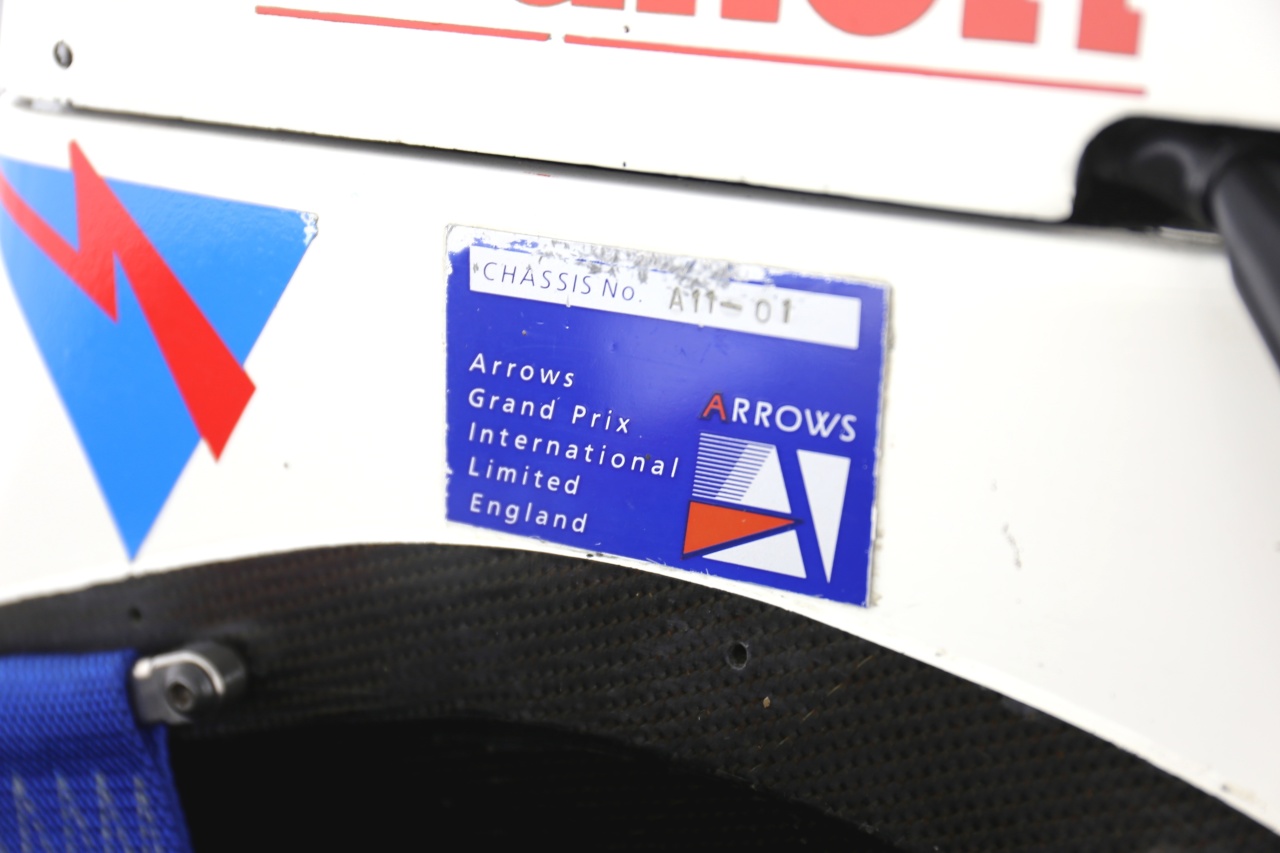 CHASSIS No. A11-01
Arrows
Grand Prix
International
Limited
England
ARROWS